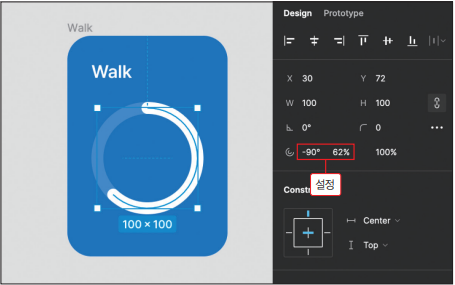 Walk
Walk
100 × 100
Design Prototype
X 30 Y 72
W 100 H 100
0° 0
-90° 62% 100%
설정
Const
Center
Top